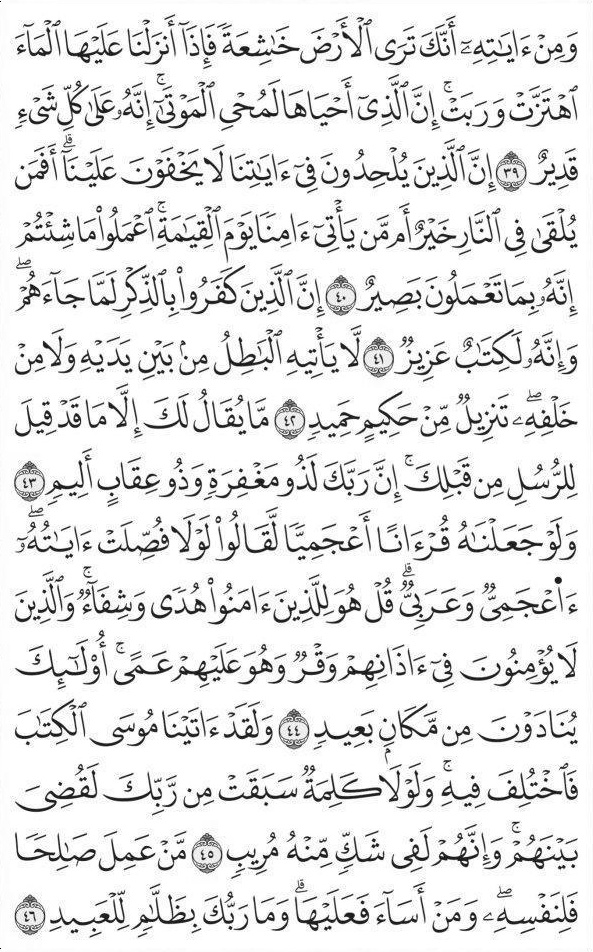 وَمِنْ ءَايَٰتِهِۦٓ أَنَّكَ تَرَى ٱلْأَرْضَ خَٰشِعَةً فَإِذَآ أَنزَلْنَا عَلَيْهَا ٱلْمَآءَ
ٱهْتَزَّتْ وَرَبَتْ ۚ إِنَّ ٱلَّذِىٓ أَحْيَاهَا لَمُحْىِ ٱلْمَوْتَىٰٓ ۚ إِنَّهُۥ عَلَىٰ كُلِّ شَىْءٍ
قَدِيرٌ ٣٩ إِنَّ ٱلَّذِينَ يُلْحِدُونَ فِىٓ ءَايَٰتِنَا لَا يَخْفَوْنَ عَلَيْنَآ ۗ أَفَمَن
يُلْقَىٰ فِى ٱلنَّارِ خَيْرٌ أَم مَّن يَأْتِىٓ ءَامِنًا يَوْمَ ٱلْقِيَٰمَةِ ۚ ٱعْمَلُوا۟ مَا شِئْتُمْ ۖ
إِنَّهُۥ بِمَا تَعْمَلُونَ بَصِيرٌ ٤٠ إِنَّ ٱلَّذِينَ كَفَرُوا۟ بِٱلذِّكْرِ لَمَّا جَآءَهُمْ ۖ
وَإِنَّهُۥ لَكِتَٰبٌ عَزِيزٌ ٤١ لَّا يَأْتِيهِ ٱلْبَٰطِلُ مِنۢ بَيْنِ يَدَيْهِ وَلَا مِنْ
خَلْفِهِۦ ۖ تَنزِيلٌ مِّنْ حَكِيمٍ حَمِيدٍ ٤٢ مَّا يُقَالُ لَكَ إِلَّا مَا قَدْ قِيلَ
لِلرُّسُلِ مِن قَبْلِكَ ۚ إِنَّ رَبَّكَ لَذُو مَغْفِرَةٍ وَذُو عِقَابٍ أَلِيمٍ ٤٣
وَلَوْ جَعَلْنَٰهُ قُرْءَانًا أَعْجَمِيًّا لَّقَالُوا۟ لَوْلَا فُصِّلَتْ ءَايَٰتُهُۥٓ ۖ
ءَا۬عْجَمِىٌّ وَعَرَبِىٌّ ۗ قُلْ هُوَ لِلَّذِينَ ءَامَنُوا۟ هُدًى وَشِفَآءٌ ۖ وَٱلَّذِينَ
لَا يُؤْمِنُونَ فِىٓ ءَاذَانِهِمْ وَقْرٌ وَهُوَ عَلَيْهِمْ عَمًى ۚ أُو۟لَٰٓئِكَ
يُنَادَوْنَ مِن مَّكَانٍۭ بَعِيدٍ ٤٤ وَلَقَدْ ءَاتَيْنَا مُوسَى ٱلْكِتَٰبَ
فَٱخْتُلِفَ فِيهِ ۗ وَلَوْلَا كَلِمَةٌ سَبَقَتْ مِن رَّبِّكَ لَقُضِىَ
بَيْنَهُمْ ۚ وَإِنَّهُمْ لَفِى شَكٍّ مِّنْهُ مُرِيبٍ ٤٥ مَّنْ عَمِلَ صَٰلِحًا
فَلِنَفْسِهِۦ ۖ وَمَنْ أَسَآءَ فَعَلَيْهَا ۗ وَمَا رَبُّكَ بِظَلَّٰمٍ لِّلْعَبِيدِ ٤٦